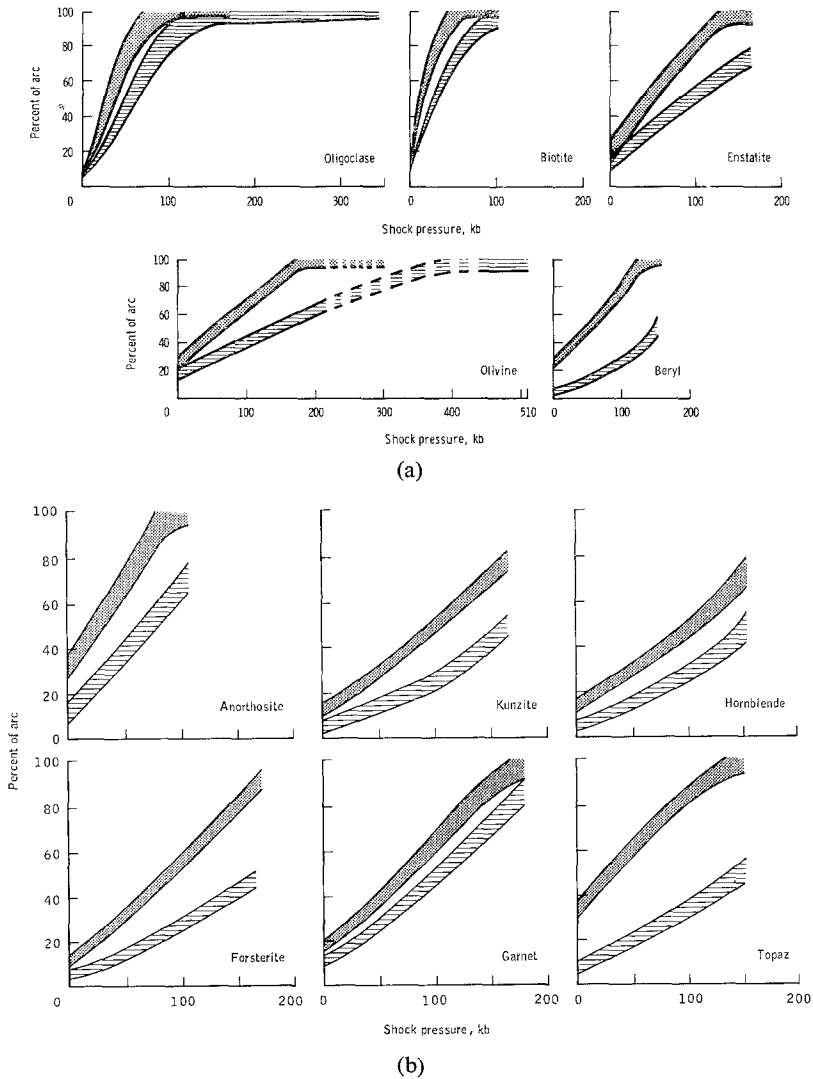 100 80 60 40 20 0
Percent of arc
Oligoclase
0 100 200 300
Biotite
0 100 200
Enstatite
0 100 200
Shock pressure, kb
100 80 60 40 20
Percent of arc
Olivine
0 100 200 300 400 510
Beryl
0 100 200
Shock pressure, kb
(a)
100 80 60 40 20 0
Percent of arc
Anorthosite
Kunzite
Hornblende
100 80 60 40 20
Forsterite
Garnet
Topaz
0 100 200
0 100 200
0 100 200
Shock pressure, kb
(b)